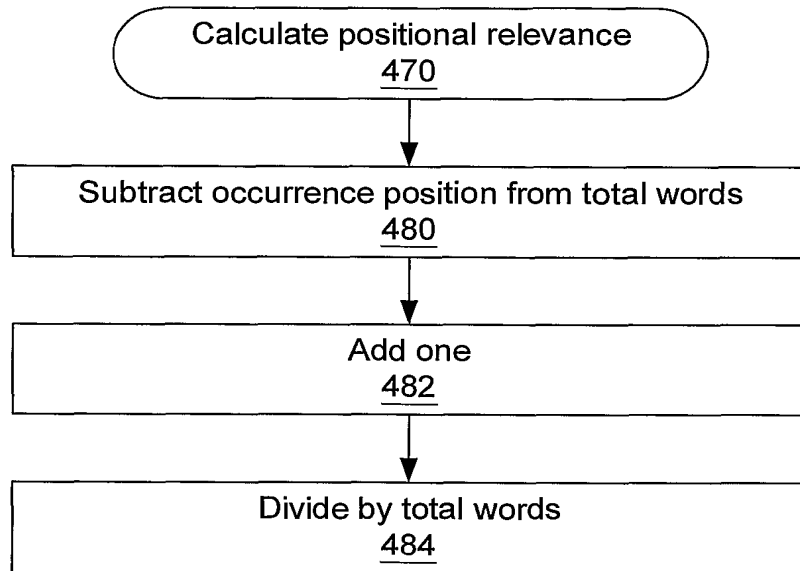 Calculate positional relevance
470
Subtract occurrence position from total words
480
Add one
482
Divide by total words
484